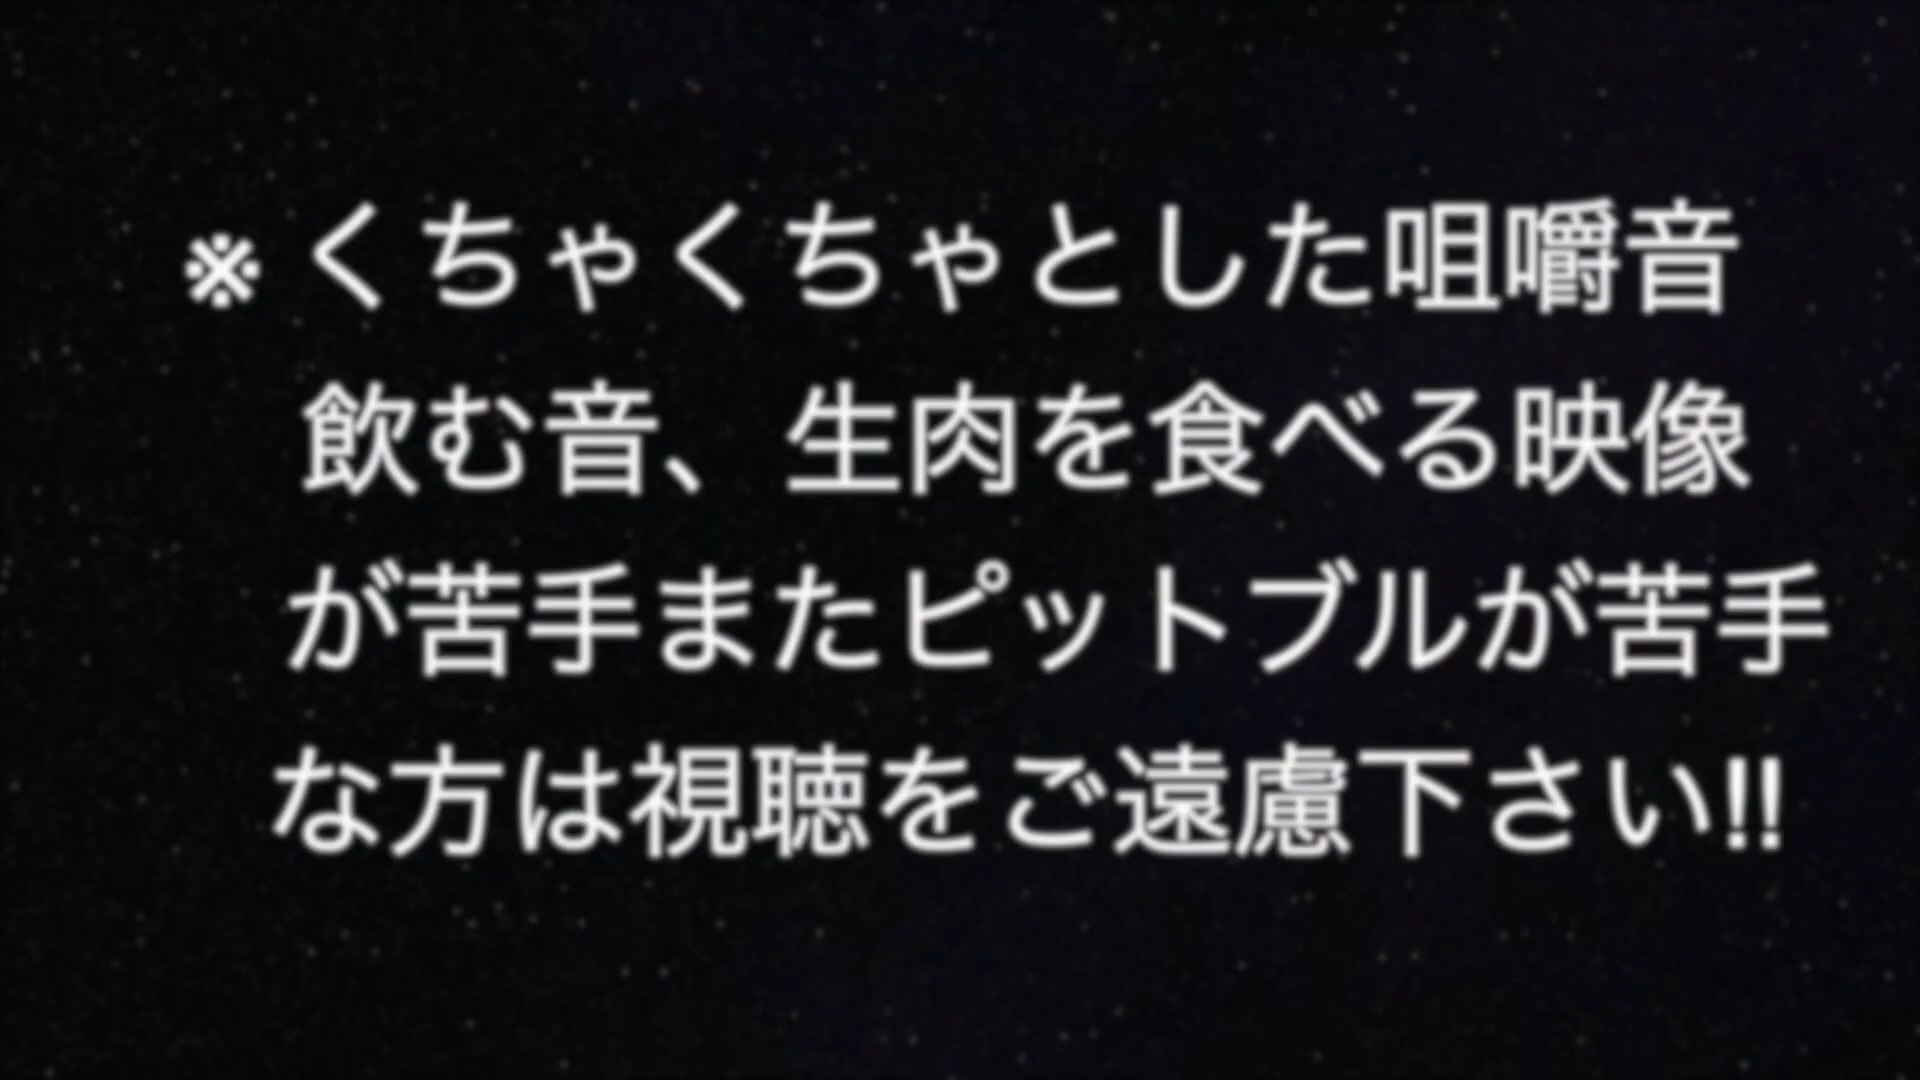 ※くちゃくちゃとした咀嚼音
飲む音、生肉を食べる映像
が苦手またピットブルが苦手
な方は視聴をご遠慮下さい!!